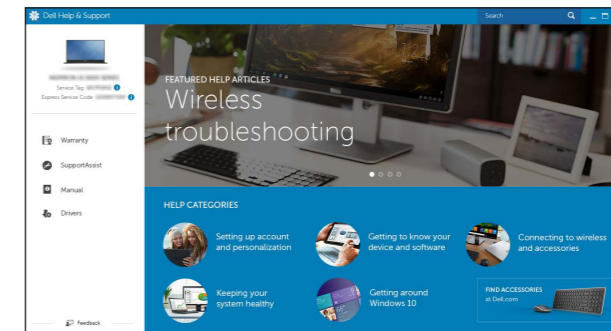 Dell Help & Support
Search
Service Tag:
Express Service Code:
Warranty
SupportAssist
Manual
Drivers
Feedback
FEATURED HELP ARTICLES
Wireless
troubleshooting
HELP CATEGORIES
Setting up account
and personalization
Getting to know your
device and software
Connecting to wireless
and accessories
Keeping your
system healthy
Getting around
Windows 10
FIND ACCESSORIES
at Dell.com